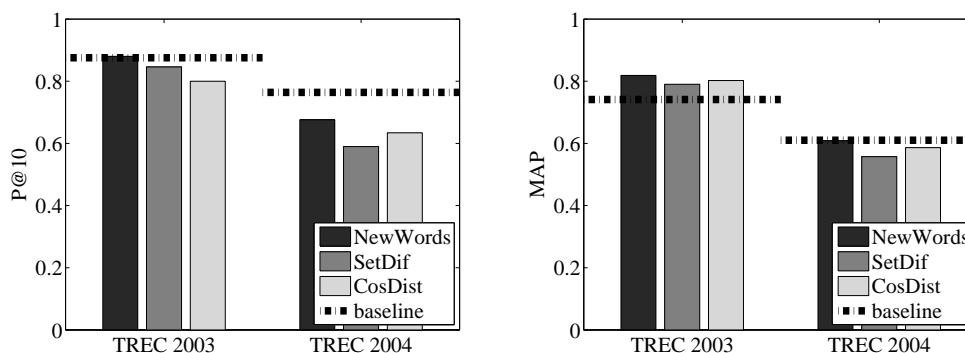 1
0.8
0.6
0.4
0.2
0
P@10
TREC 2003
TREC 2004
NewWords
SetDif
CosDist
baseline
1
0.8
0.6
0.4
0.2
0
MAP
TREC 2003
TREC 2004
NewWords
SetDif
CosDist
baseline